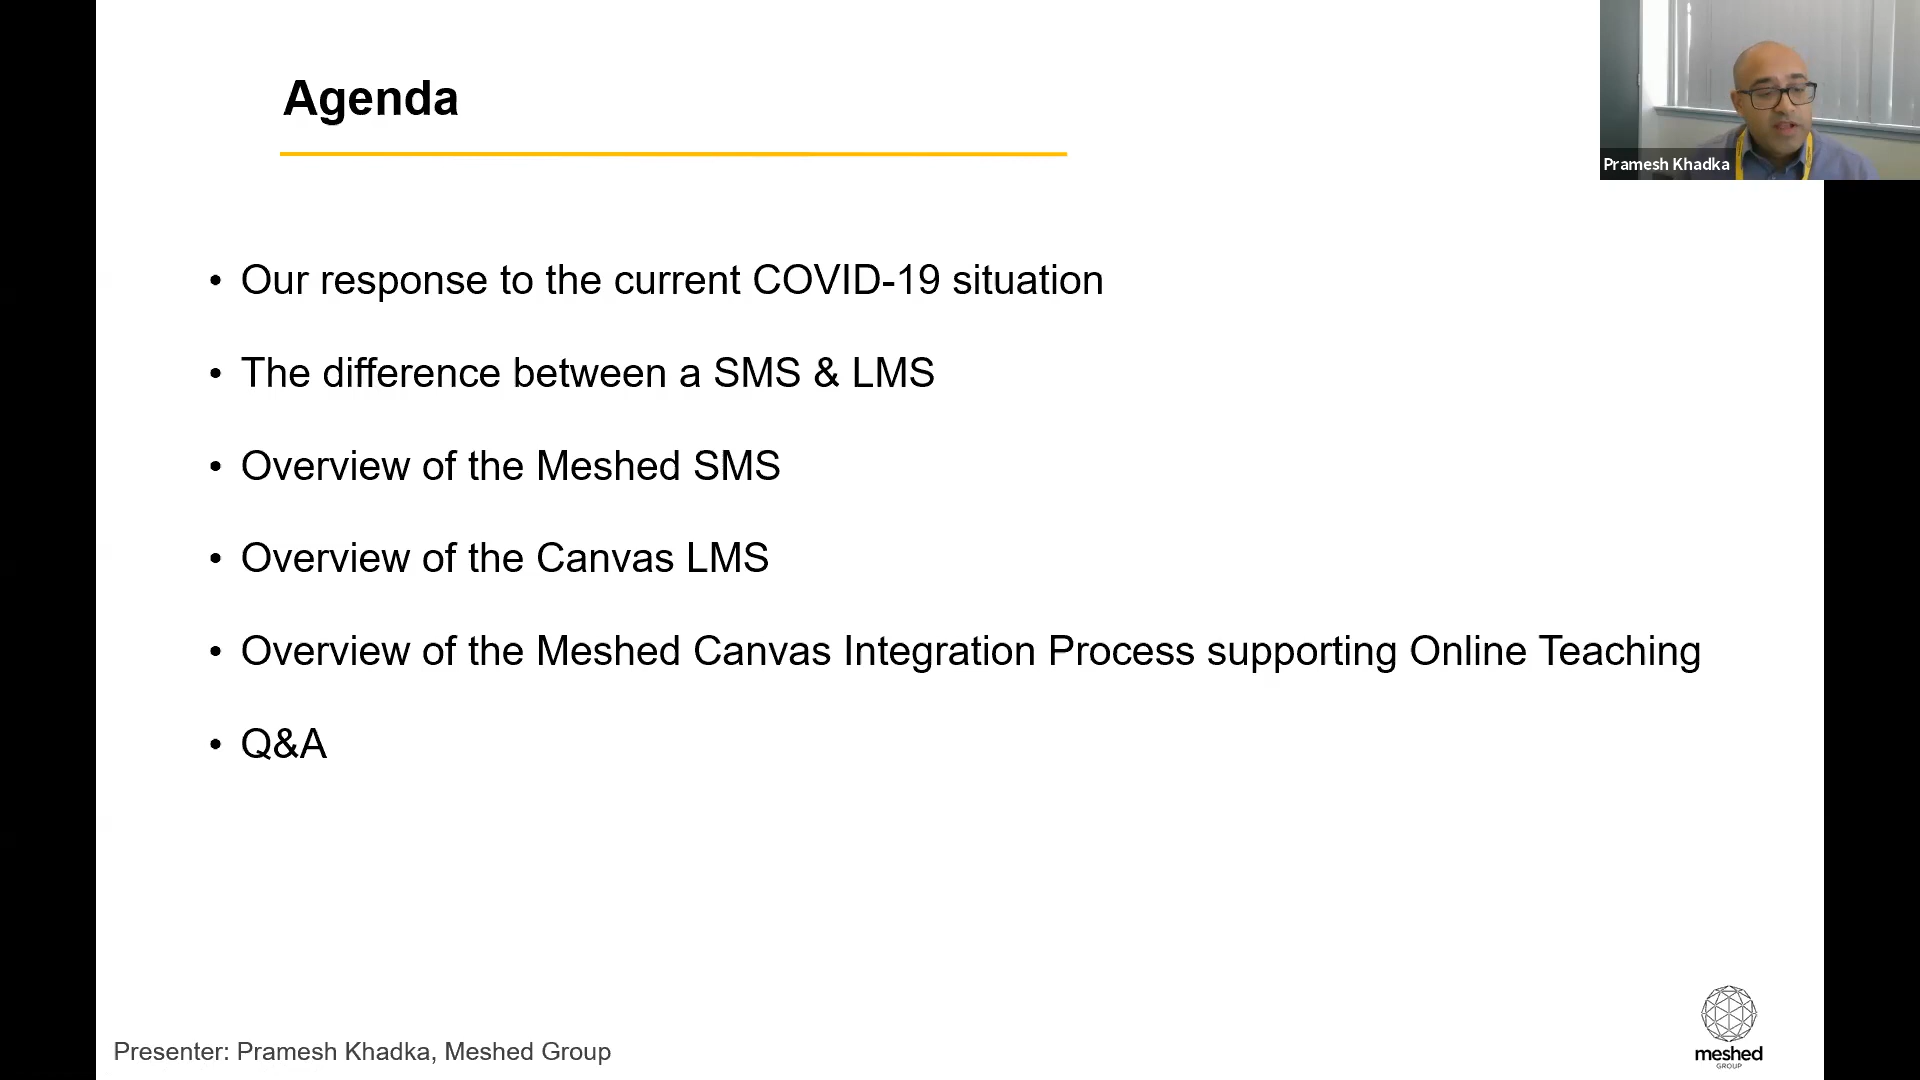 Agenda
Pramesh Khadka
• Our response to the current COVID-19 situation
• The difference between a SMS & LMS
• Overview of the Meshed SMS
• Overview of the Canvas LMS
• Overview of the Meshed Canvas Integration Process supporting Online Teaching
• Q&A
Presenter: Pramesh Khadka, Meshed Group
meshed
GROUP